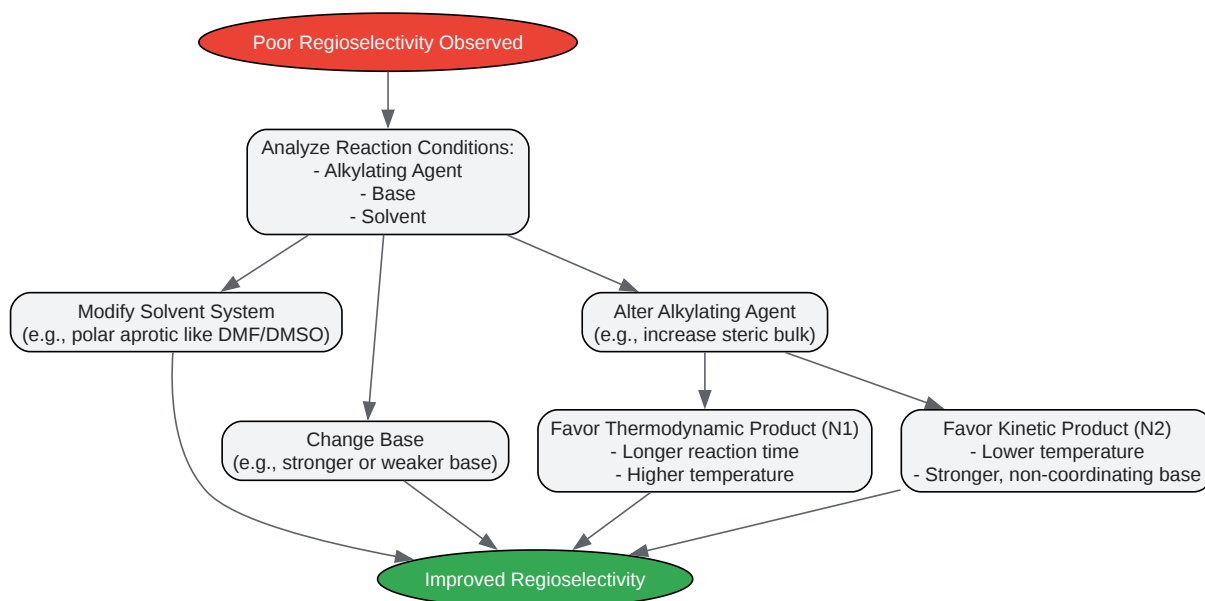 Poor Regioselectivity Observed
Analyze Reaction Conditions:
- Alkylating Agent
- Base
- Solvent
Modify Solvent System
(e.g., polar aprotic like DMF/DMSO)
Alter Alkylating Agent
(e.g., increase steric bulk)
Change Base
(e.g., stronger or weaker base)
Favor Thermodynamic Product (N1)
- Longer reaction time
- Higher temperature
Favor Kinetic Product (N2)
- Lower temperature
- Stronger, non-coordinating base
Improved Regioselectivity